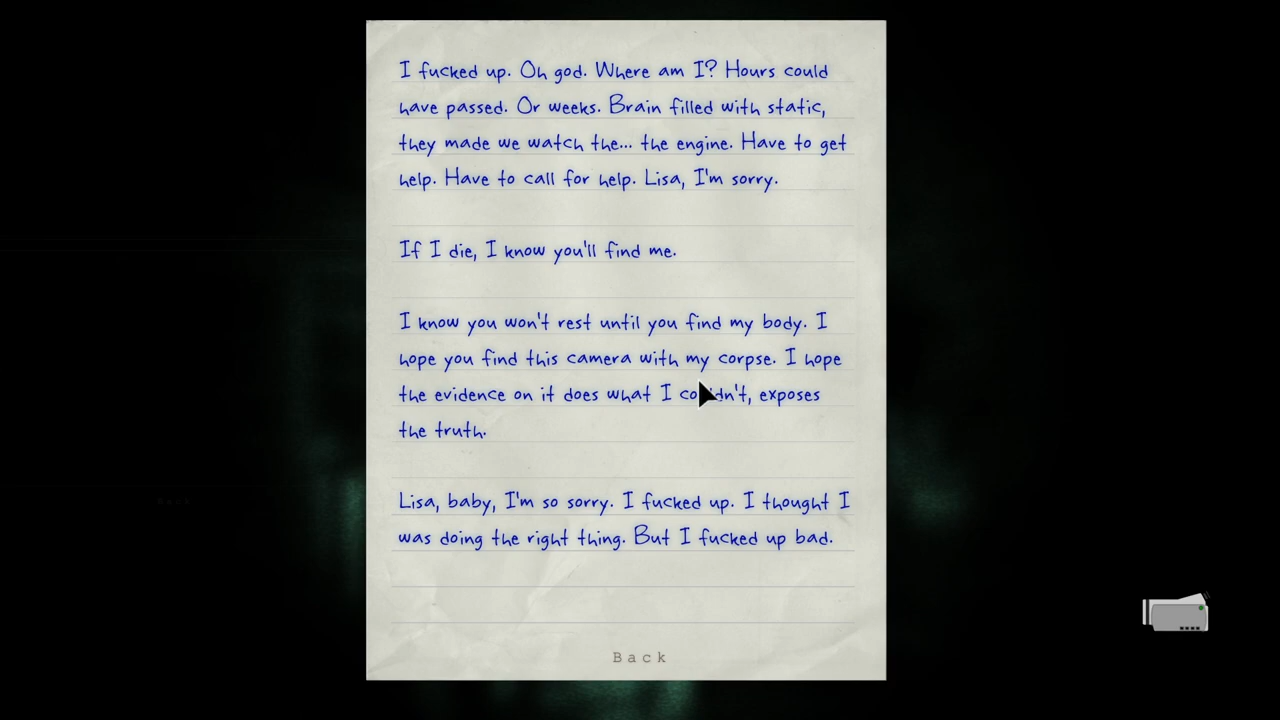 I fucked up. Oh god. Where am I? Hours could
have passed. Or weeks. Brain filled with static,
they made we watch the... the engine. Have to get
help. Have to call for help. Lisa, I'm sorry.
If I die, I know you'll find me.
I know you won't rest until you find my body. I
hope you find this camera with my corpse. I hope
the evidence on it does what I couldn't, exposes
the truth.
Lisa, baby, I'm so sorry. I fucked up. I thought I
was doing the right thing. But I fucked up bad.
Back